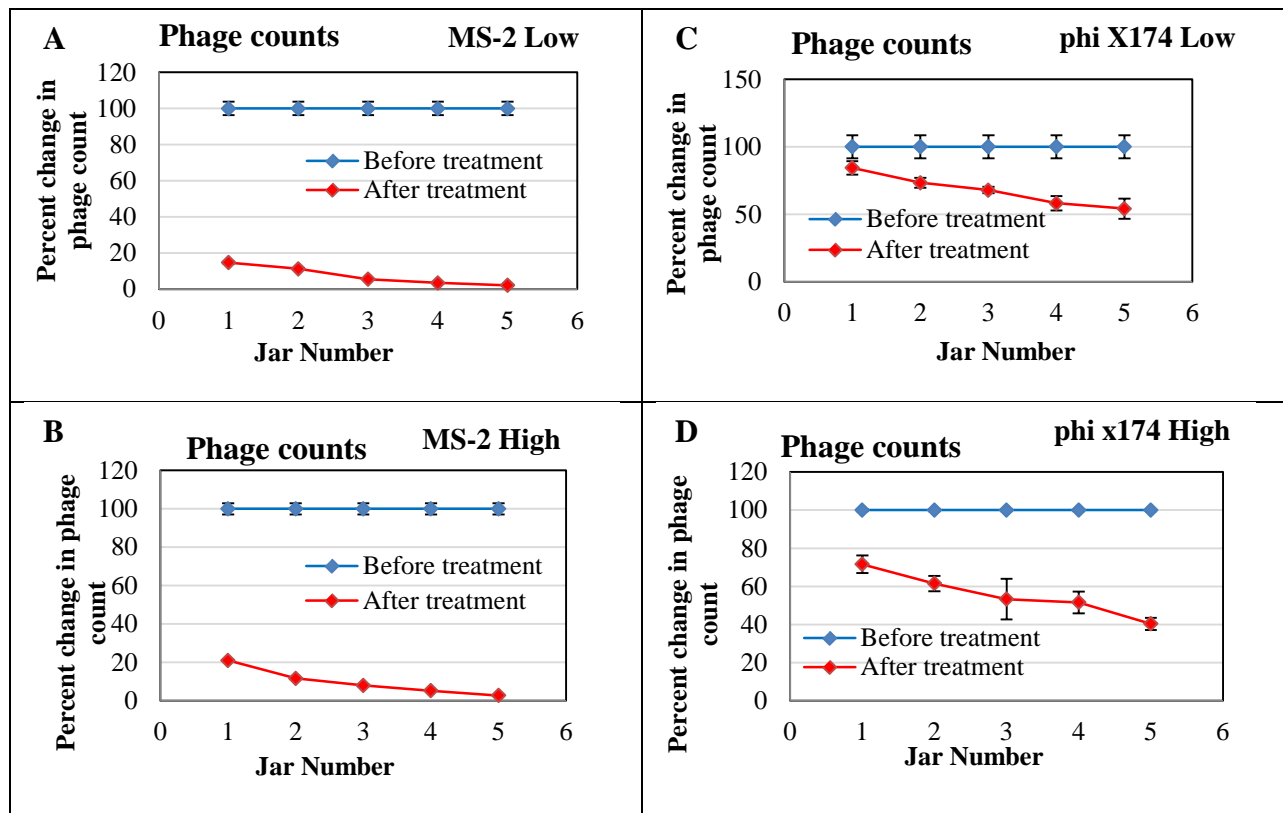 A
Phage counts
MS-2 Low
Percent change in
phage count
120
100
80
60
40
20
0
Before treatment
After treatment
0 1 2 3 4 5 6
Jar Number
C
Phage counts
phi X174 Low
Percent change in
phage count
150
100
50
0
Before treatment
After treatment
0 1 2 3 4 5 6
Jar Number
B
Phage counts
MS-2 High
Percent change in phage
count
120
100
80
60
40
20
0
Before treatment
After treatment
0 1 2 3 4 5 6
Jar Number
D
Phage counts
phi x174 High
Percent change in phage
count
120
100
80
60
40
20
0
Before treatment
After treatment
0 1 2 3 4 5 6
Jar Number